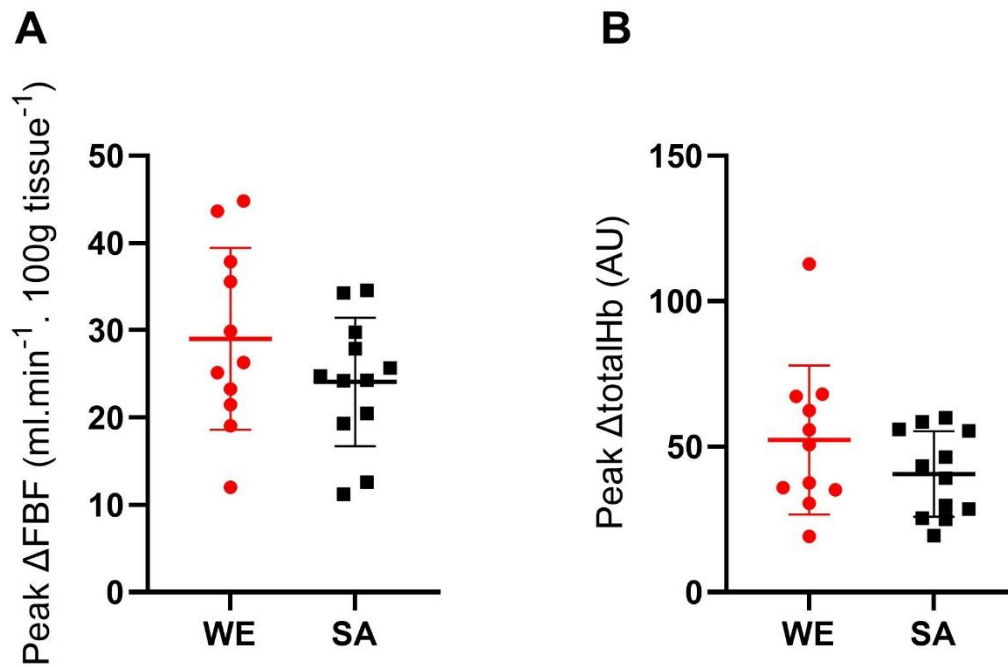 A
Peak ΔFBF (ml.min⁻¹ . 100g tissue⁻¹)
50
40
30
20
10
0
WE SA
B
Peak ΔtotalHb (AU)
150
100
50
0
WE SA